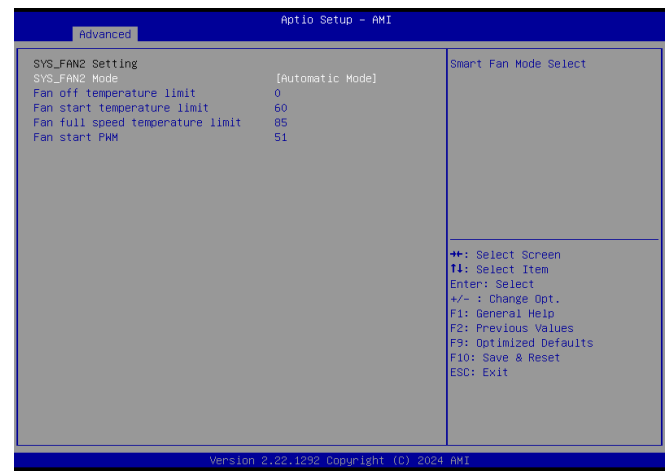 Aptio Setup – AMI
Advanced
SYS_FAN2 Setting
SYS_FAN2 Mode [Automatic Mode]
Fan off temperature limit 0
Fan start temperature limit 60
Fan full speed temperature limit 85
Fan start PWM 51
Smart Fan Mode Select
→←: Select Screen
↑↓: Select Item
Enter: Select
+/- : Change Opt.
F1: General Help
F2: Previous Values
F9: Optimized Defaults
F10: Save & Reset
ESC: Exit
Version 2.22.1292 Copyright (C) 2024 AMI